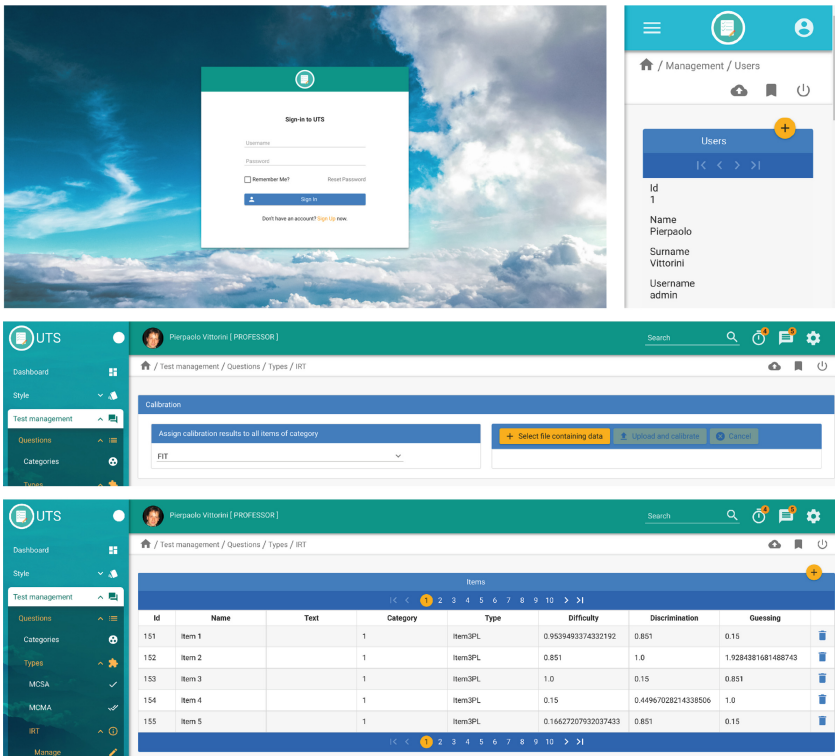 Sign-in to UTS
Username
Password
Remember Me? Reset Password
Sign In
Don't have an account? Sign Up now.
/ Management / Users
+
Users
|< < > >|
Id
1
Name
Pierpaolo
Surname
Vittorini
Username
admin
UTS
Pierpaolo Vittorini [ PROFESSOR ]
Search
Dashboard
/ Test management / Questions / Types / IRT
Style
Calibration
Test management
Assign calibration results to all items of category
+ Select file containing data Upload and calibrate Cancel
Questions
FIT
Categories
Types
UTS
Pierpaolo Vittorini [ PROFESSOR ]
Search
Dashboard
/ Test management / Questions / Types / IRT
Style
+
Items
Test management
|< < 1 2 3 4 5 6 7 8 9 10 > >|
Questions
Id Name Text Category Type Difficulty Discrimination Guessing
Categories
151 Item 1 1 Item3PL 0.9539493374332192 0.851 0.15
Types
152 Item 2 1 Item3PL 0.851 1.0 1.9284381681488743
MCSA
153 Item 3 1 Item3PL 1.0 0.15 0.851
MCMA
154 Item 4 1 Item3PL 0.15 0.44967028214338506 1.0
IRT
155 Item 5 1 Item3PL 0.16627207932037433 0.851 0.15
Manage
|< < 1 2 3 4 5 6 7 8 9 10 > >|